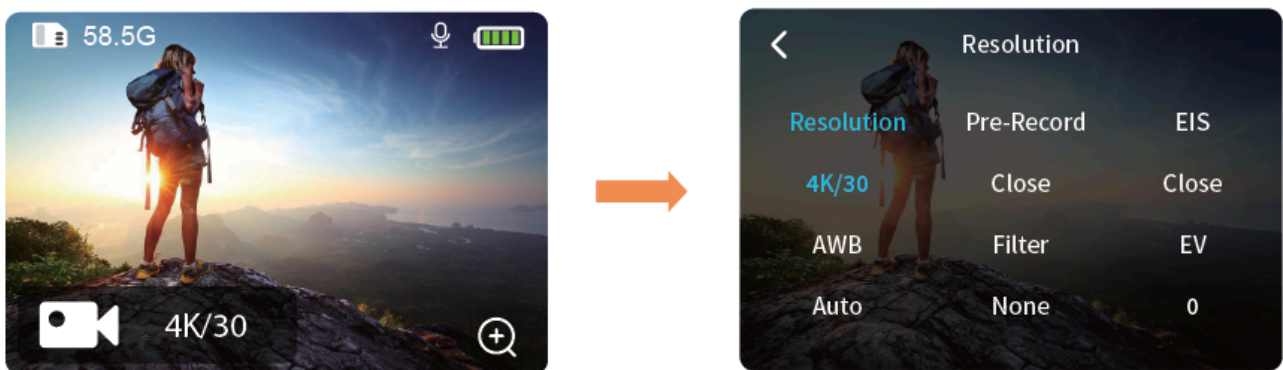 58.5G
4K/30
Resolution
Resolution Pre-Record EIS
4K/30 Close Close
AWB Filter EV
Auto None 0